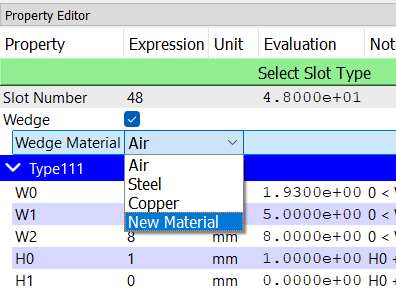 Property Editor
Property Expression Unit Evaluation Note
Select Slot Type
Slot Number 48 4.8000e+01
Wedge
Wedge Material Air
Air
Type111
Steel
W0 1.9300e+00 0 < W
Copper
W1 5.0000e+00 0 < W
New Material
W2 8 mm 8.0000e+00 0 < W
H0 1 mm 1.0000e+00 H0 +
H1 0 mm 0.0000e+00 H0 +